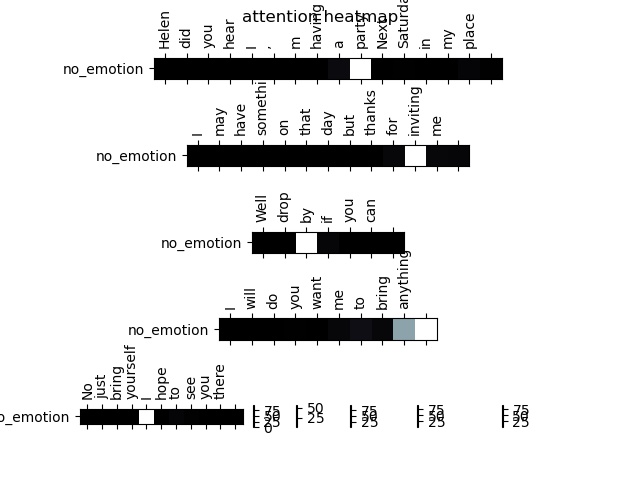 attention heatmap
Helen did you hear I ' m having a party Next Saturda in my place
no_emotion
I may have somethi on that day but thanks for inviting me
no_emotion
Well drop by if you can
no_emotion
I will do you want me to bring anything
no_emotion
No just bring yourself I hope to see you there
o_emotion
75 50 75 75 75
50 25 50 50 50
25 25 25 25
0